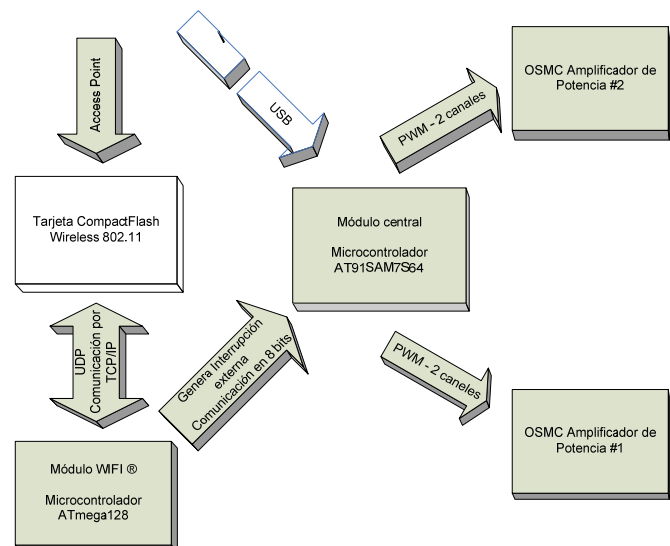 Access Point
USB
PWM - 2 canales
OSMC Amplificador de
Potencia #2
Tarjeta CompactFlash
Wireless 802.11
Módulo central
Microcontrolador
AT91SAM7S64
UDP
Comunicación por
TCP/IP
Genera Interrupción
externa
Comunicación en 8 bits
PWM - 2 caneles
OSMC Amplificador de
Potencia #1
Módulo WIFI ®
Microcontrolador
ATmega128